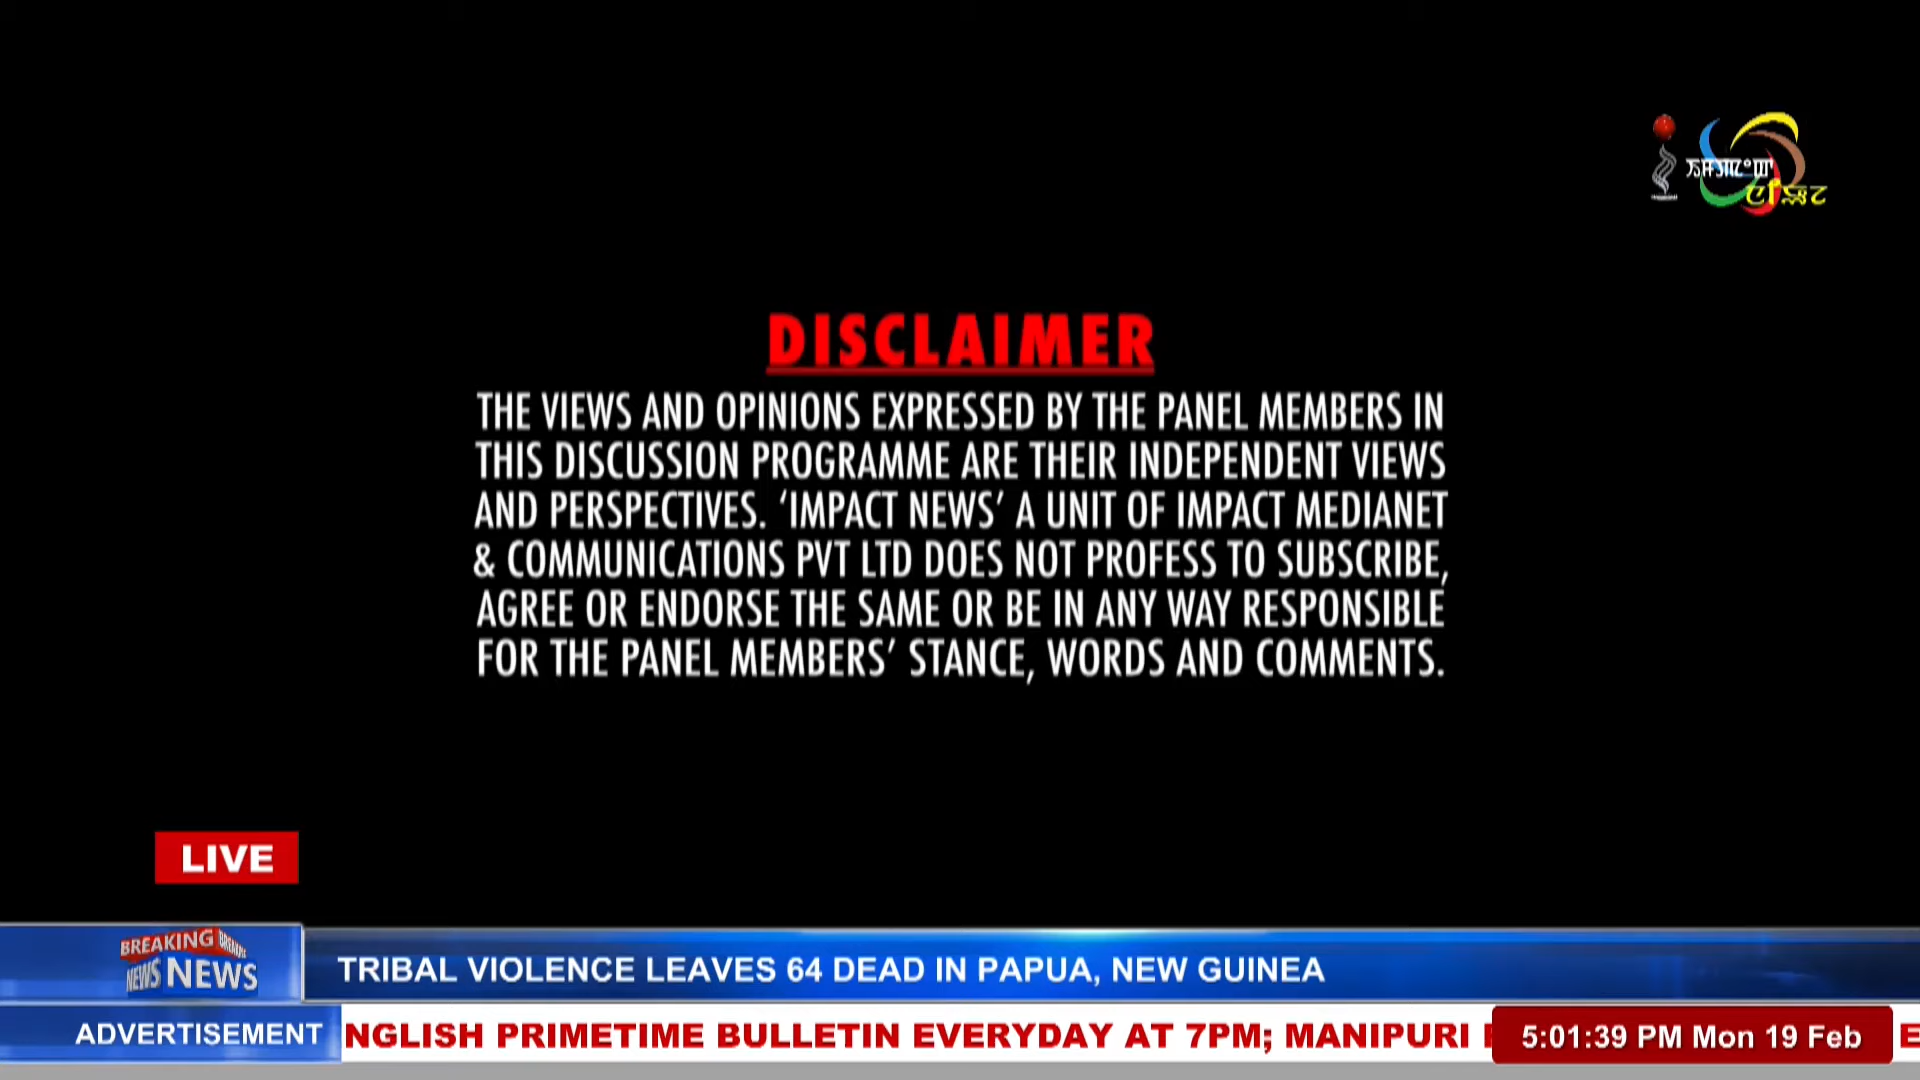 DISCLAIMER
THE VIEWS AND OPINIONS EXPRESSED BY THE PANEL MEMBERS IN
THIS DISCUSSION PROGRAMME ARE THEIR INDEPENDENT VIEWS
AND PERSPECTIVES. ‘IMPACT NEWS’ A UNIT OF IMPACT MEDIANET
& COMMUNICATIONS PVT LTD DOES NOT PROFESS TO SUBSCRIBE,
AGREE OR ENDORSE THE SAME OR BE IN ANY WAY RESPONSIBLE
FOR THE PANEL MEMBERS’ STANCE, WORDS AND COMMENTS.
LIVE
BREAKING
NEWS NEWS
TRIBAL VIOLENCE LEAVES 64 DEAD IN PAPUA, NEW GUINEA
ADVERTISEMENT
NGLISH PRIMETIME BULLETIN EVERYDAY AT 7PM; MANIPURI
5:01:39 PM Mon 19 Feb